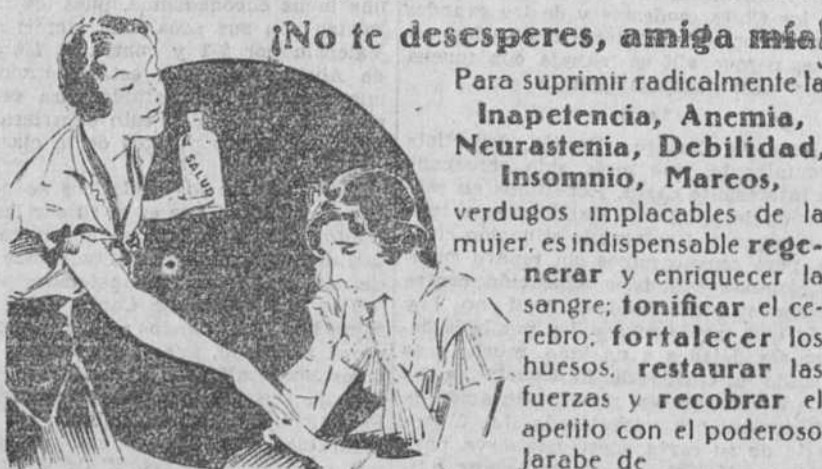 ¡No te desesperes, amiga mía!
Para suprimir radicalmente la
Inapetencia, Anemia,
Neurastenia, Debilidad,
Insomnio, Mareos,
verdugos implacables de la
mujer, es indispensable rege-
nerar y enriquecer la
sangre; tonificar el ce-
rebro; fortalecer los
huesos, restaurar las
fuerzas y recobrar el
apetito con el poderoso
Jarabe de
SALUD